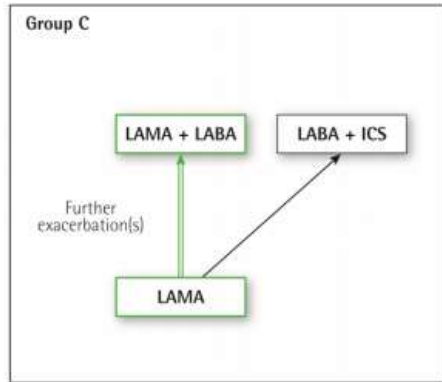 Group C
LAMA + LABA
LABA + ICS
Further
exacerbation(s)
LAMA